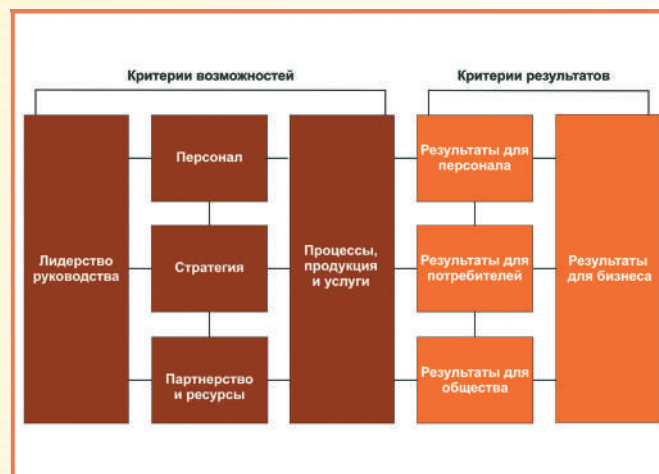 Критерии возможностей
Критерии результатов
Лидерство
руководства
Персонал
Стратегия
Партнерство
и ресурсы
Процессы,
продукция
и услуги
Результаты для
персонала
Результаты для
потребителей
Результаты для
общества
Результаты
для бизнеса